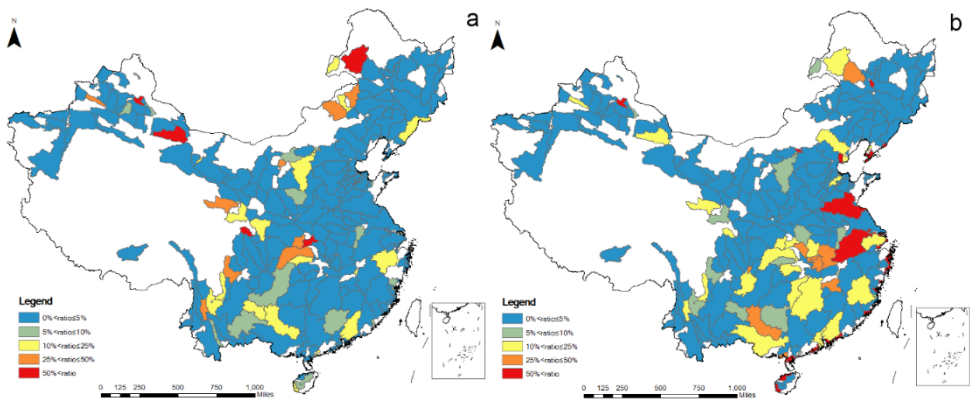 N
a
Legend
0%<ratio≤5%
5%<ratio≤10%
10%<ratio≤25%
25%<ratio≤50%
50%<ratio
0 125 250 500 750 1,000
Miles
N
b
Legend
0%<ratio≤5%
5%<ratio≤10%
10%<ratio≤25%
25%<ratio≤50%
50%<ratio
0 125 250 500 750 1,000
Miles